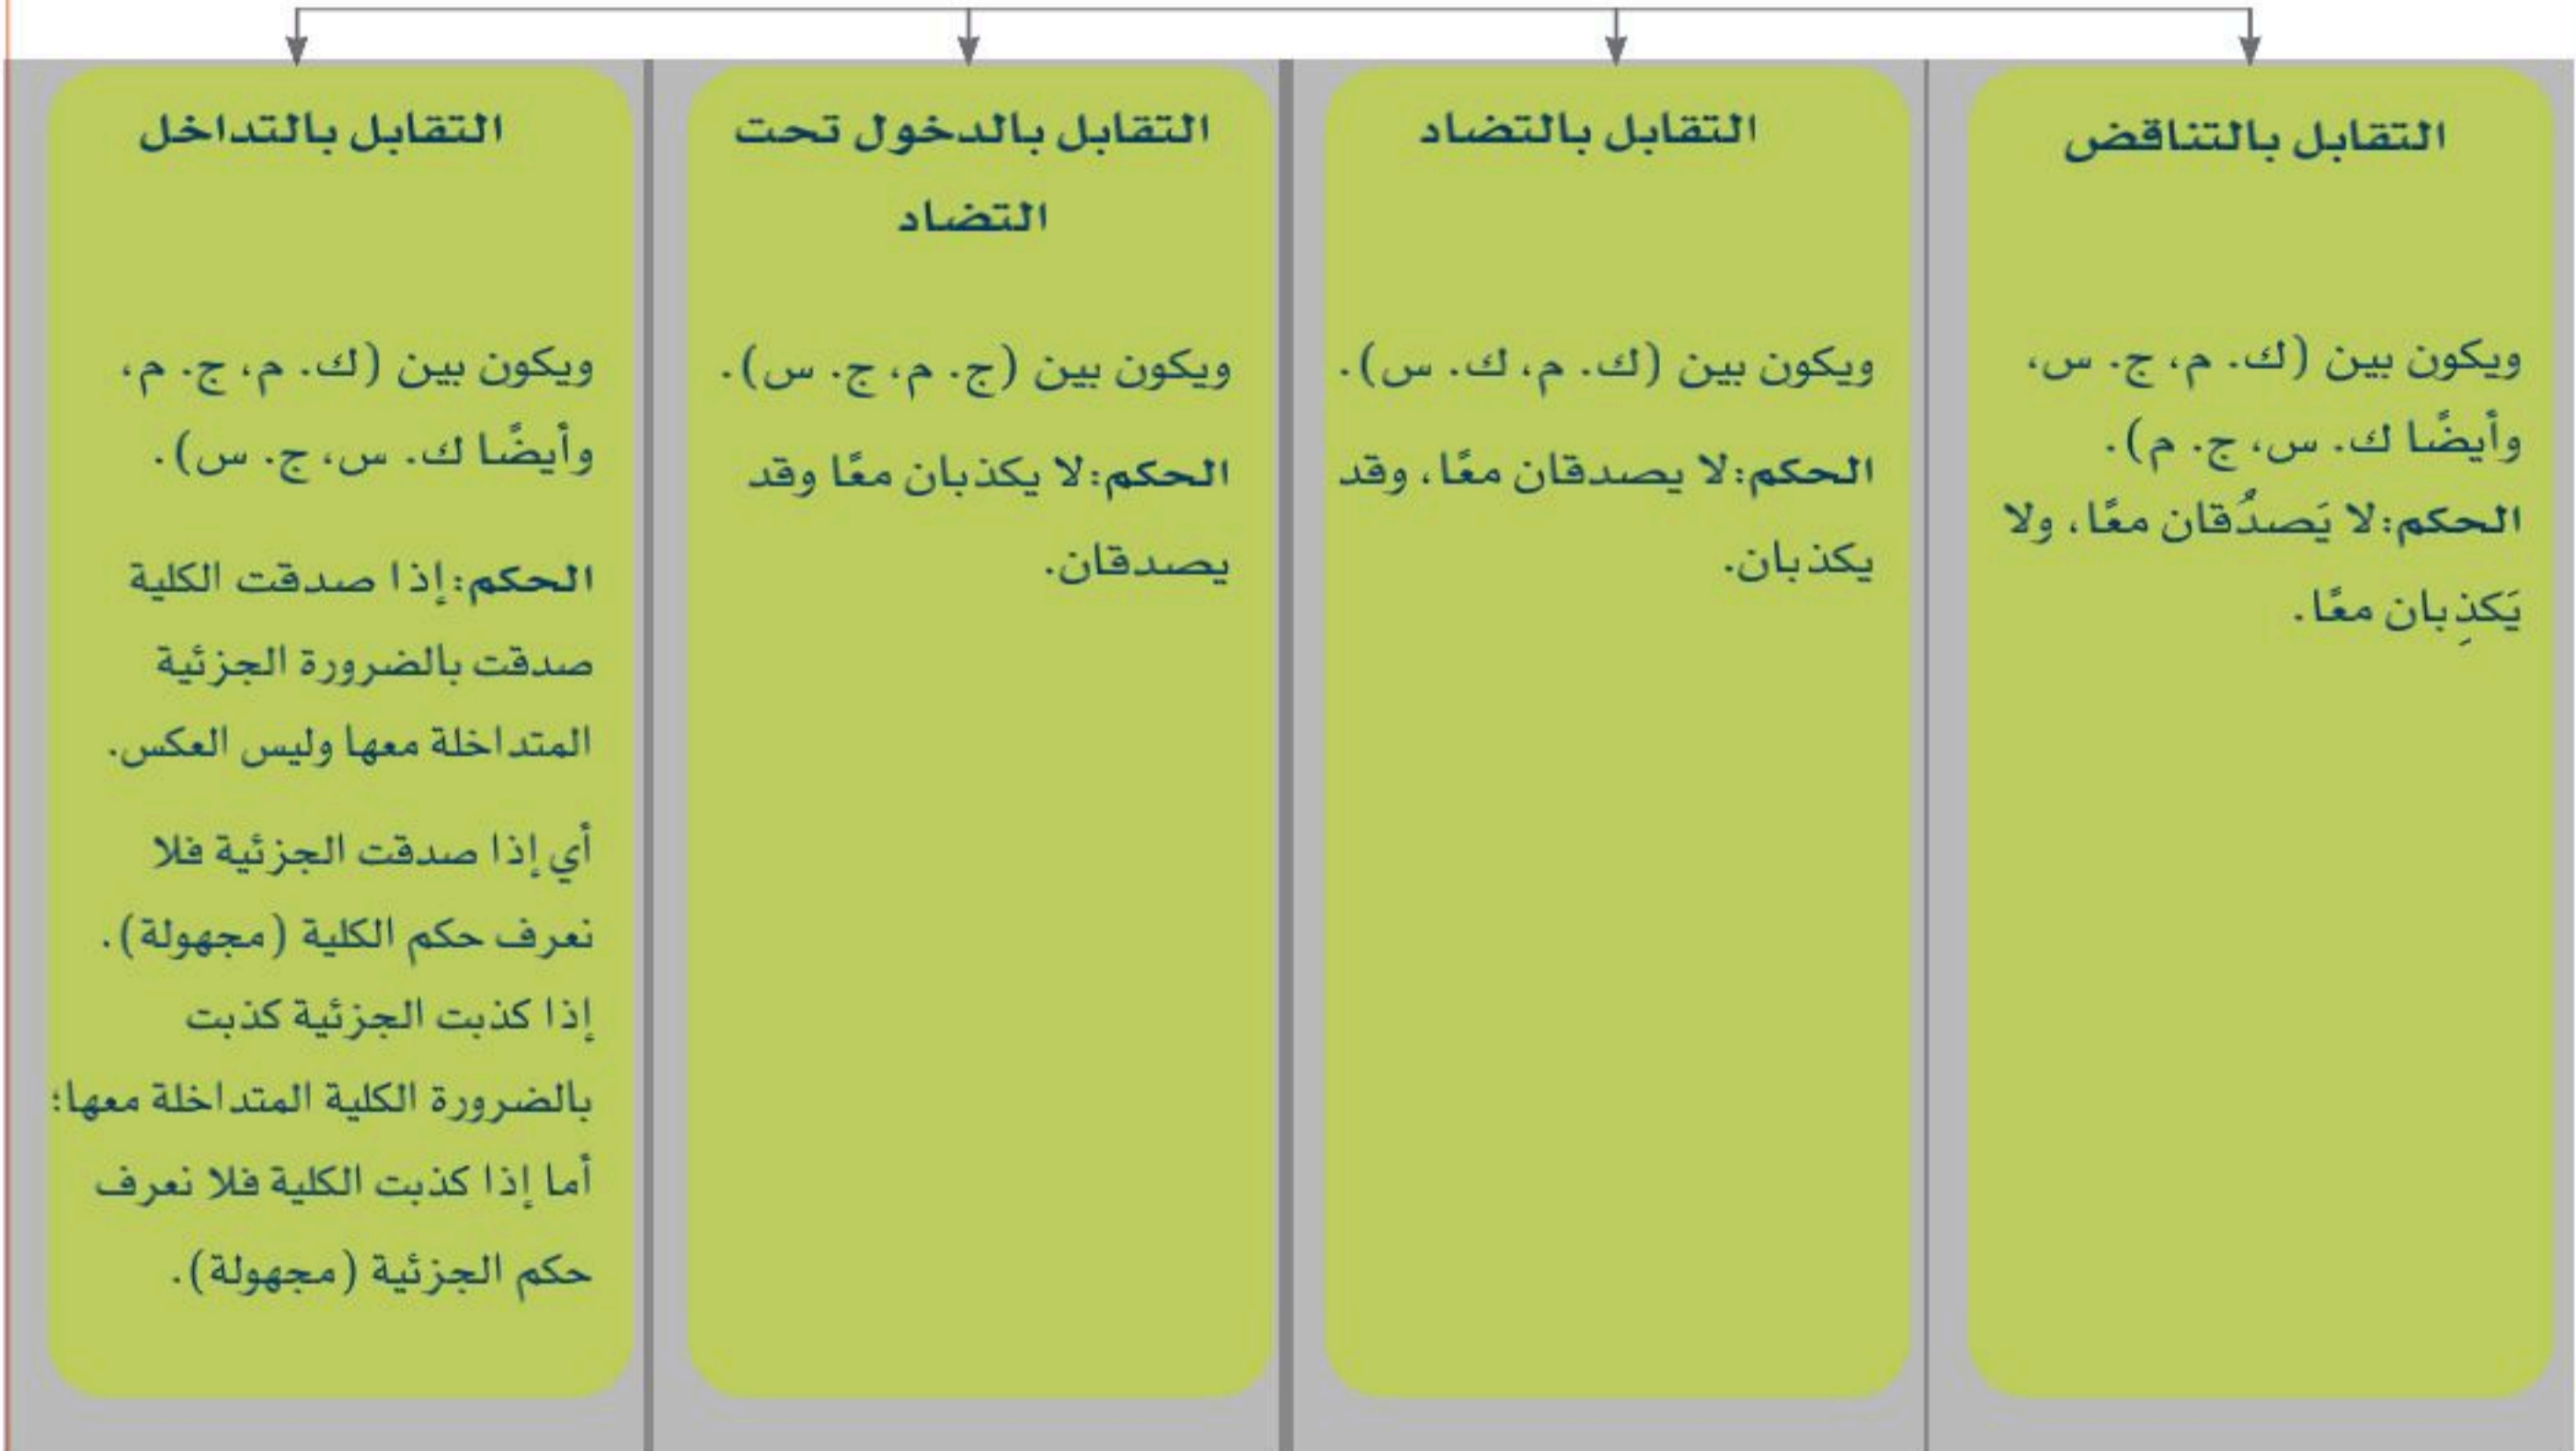 التقابل بالتناقض
ويكون بين (ك. م، ج. س،
وأيضًا ك. س، ج. م).
الحكم: لا يَصدُقان معًا، ولا
يَكذِبان معًا.
التقابل بالتضاد
ويكون بين (ك. م، ك. س).
الحكم: لا يصدقان معًا، وقد
يكذبان.
التقابل بالدخول تحت
التضاد
ويكون بين (ج. م، ج. س).
الحكم: لا يكذبان معًا وقد
يصدقان.
التقابل بالتداخل
ويكون بين (ك. م، ج. م،
وأيضًا ك. س، ج. س).
الحكم: إذا صدقت الكلية
صدقت بالضرورة الجزئية
المتداخلة معها وليس العكس.
أي إذا صدقت الجزئية فلا
نعرف حكم الكلية (مجهولة).
إذا كذبت الجزئية كذبت
بالضرورة الكلية المتداخلة معها؛
أما إذا كذبت الكلية فلا نعرف
حكم الجزئية (مجهولة).